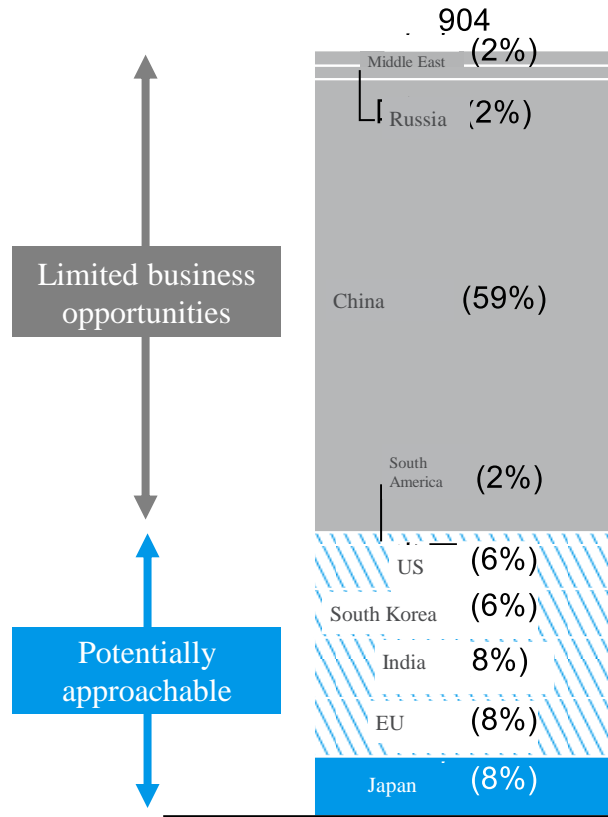 904
Middle East (2%)
Russia (2%)
Limited business
opportunities
China (59%)
South
America (2%)
US (6%)
South Korea (6%)
Potentially
approachable
India 8%)
EU (8%)
Japan (8%)